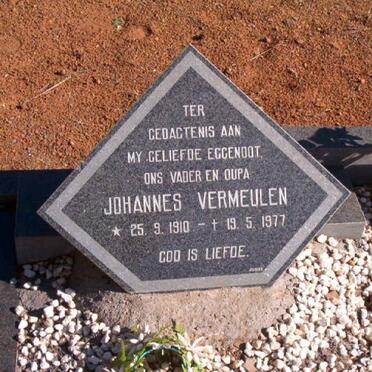 TER
GEDAGTENIS AAN
MY GELIEFDE EGGENOOT,
ONS VADER EN OUPA
JOHANNES VERMEULEN
★ 25. 9. 1910 - † 19. 5. 1977
GOD IS LIEFDE.